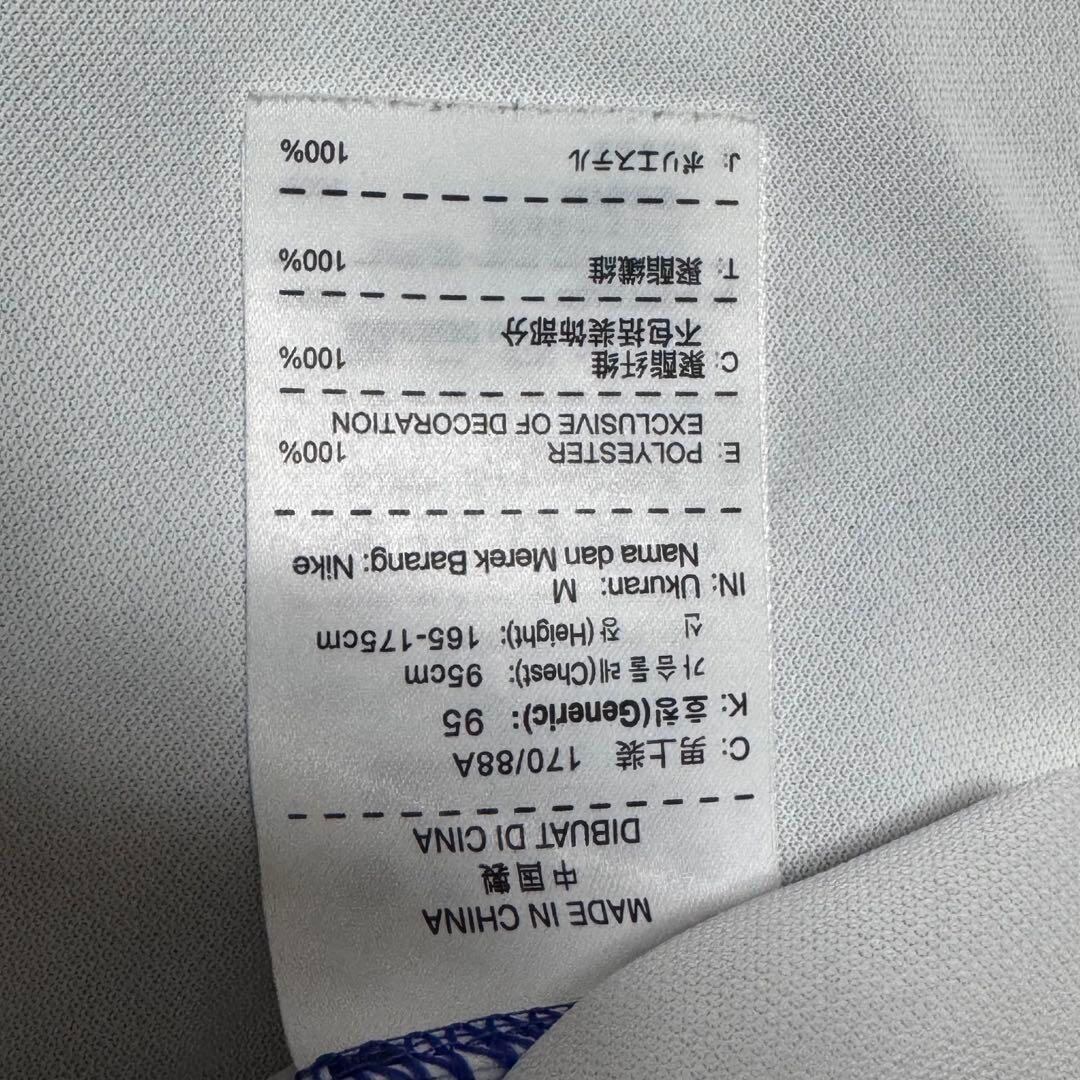 MADE IN CHINA
中国製
DIBUAT DI CINA
C: 男上装 170/88A
K: 호칭(Generic): 95
가슴둘레(Chest): 95cm
신 장(Height): 165-175cm
IN: Ukuran: M
Nama dan Merek Barang: Nike
E: POLYESTER 100%
EXCLUSIVE OF DECORATION
C: 聚酯纤维 100%
不包括装饰部分
T: 聚酯纖維 100%
J: ポリエステル 100%